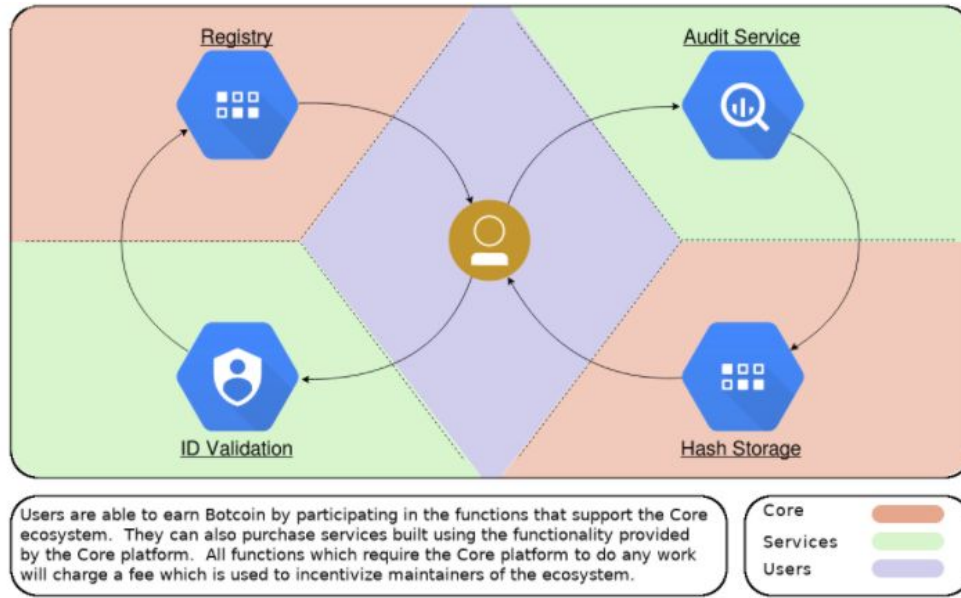 Registry
Audit Service
ID Validation
Hash Storage
Users are able to earn Botcoin by participating in the functions that support the Core
ecosystem. They can also purchase services built using the functionality provided
by the Core platform. All functions which require the Core platform to do any work
will charge a fee which is used to incentivize maintainers of the ecosystem.
Core
Services
Users